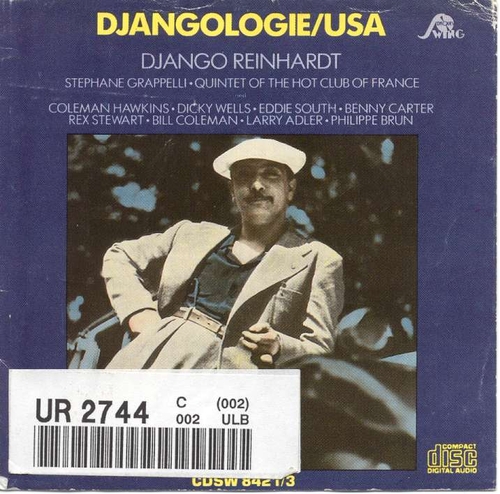 DJANGOLOGIE/USA
SWING
DJANGO REINHARDT
STEPHANE GRAPPELLI • QUINTET OF THE HOT CLUB OF FRANCE
and
COLEMAN HAWKINS • DICKY WELLS • EDDIE SOUTH • BENNY CARTER
REX STEWART • BILL COLEMAN • LARRY ADLER • PHILIPPE BRUN
UR 2744
C (002)
002 ULB
COMPACT
disc
DIGITAL AUDIO
CDSW 8421/3